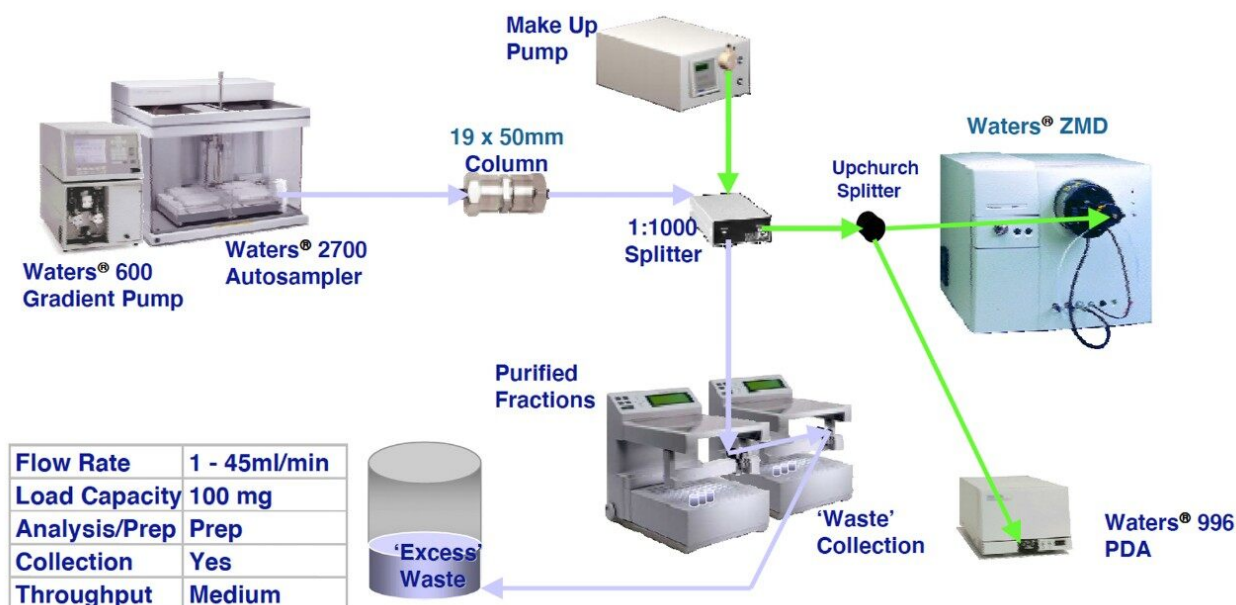 Make Up
Pump
Waters® ZMD
19 x 50mm
Column
Upchurch
Splitter
1:1000
Splitter
Waters® 600
Gradient Pump
Waters® 2700
Autosampler
Purified
Fractions
'Waste'
Collection
Waters® 996
PDA
'Excess'
Waste
Flow Rate 1 - 45ml/min
Load Capacity 100 mg
Analysis/Prep Prep
Collection Yes
Throughput Medium